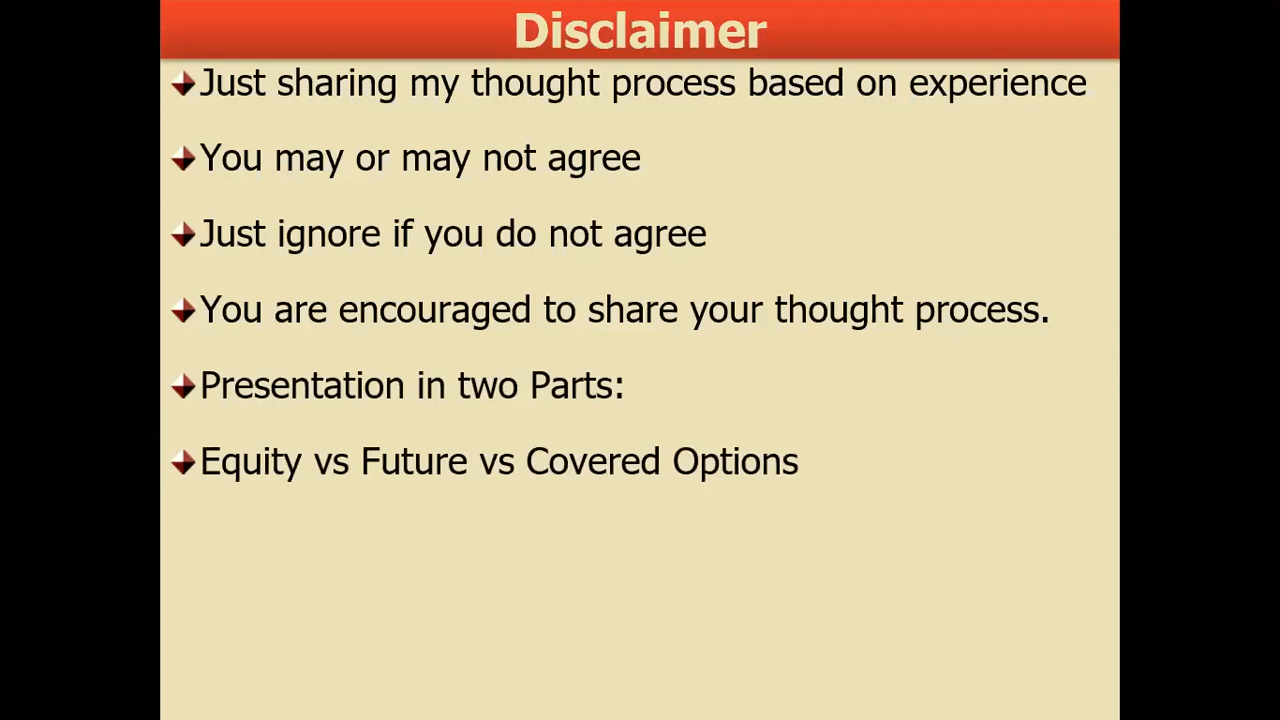 Disclaimer
Just sharing my thought process based on experience
You may or may not agree
Just ignore if you do not agree
You are encouraged to share your thought process.
Presentation in two Parts:
Equity vs Future vs Covered Options